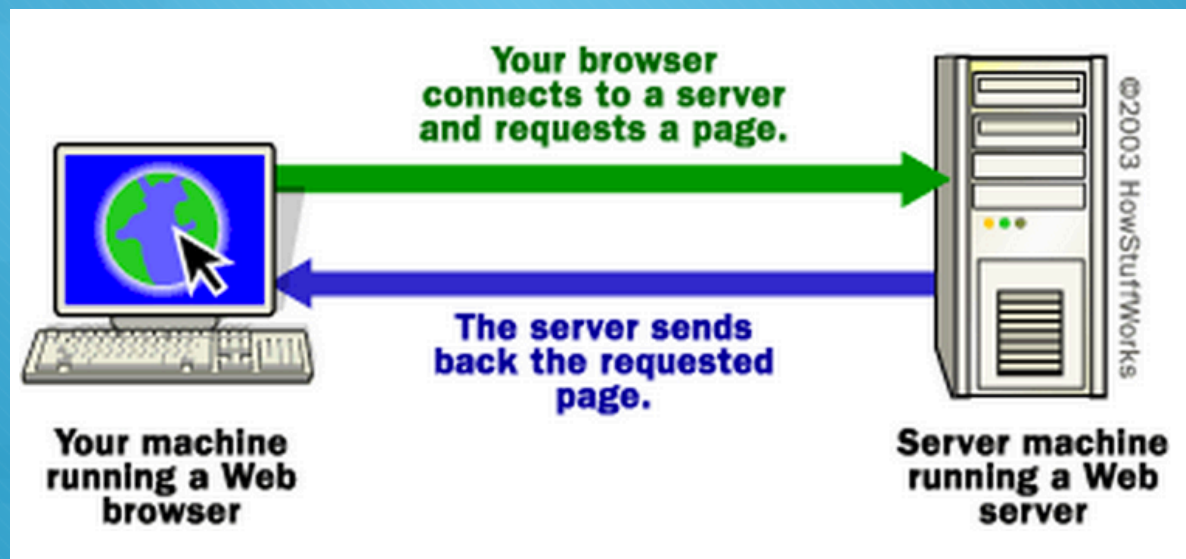 Your browser
connects to a server
and requests a page.
The server sends
back the requested
page.
Your machine
running a Web
browser
Server machine
running a Web
server
©2003 HowStuffWorks